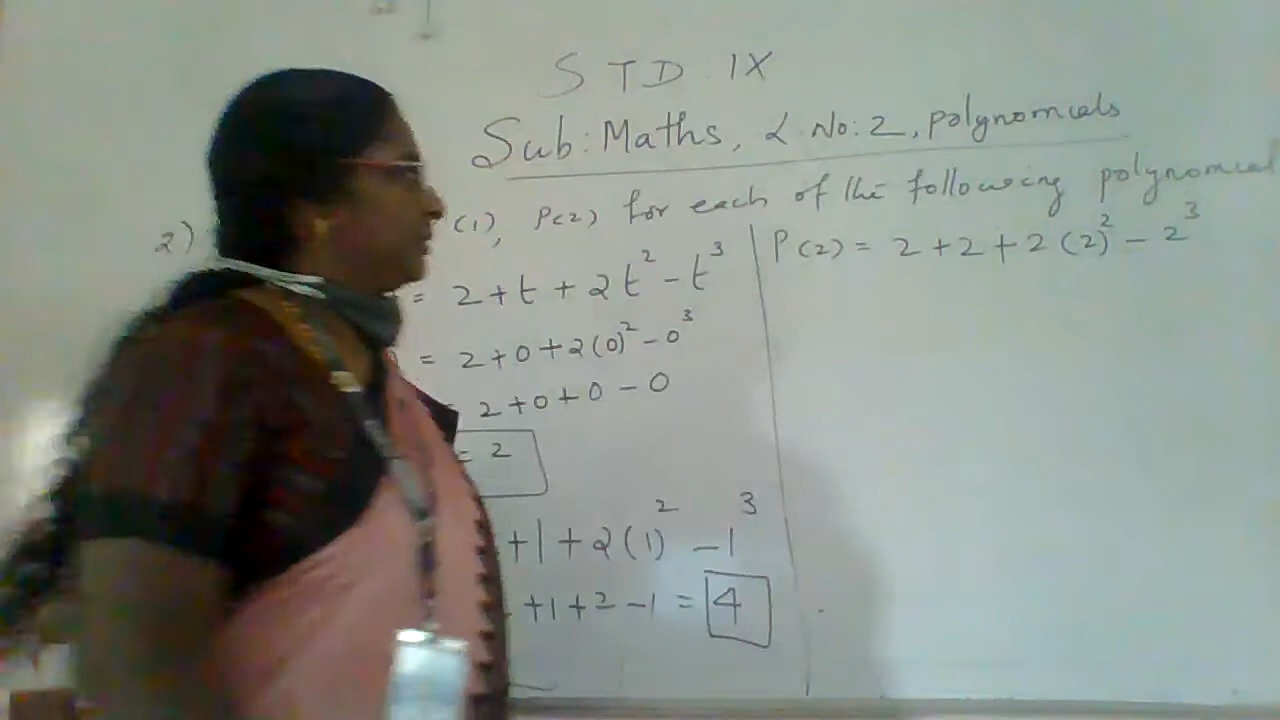 STD IX
Sub: Maths, L No: 2, polynomials
2) (1), P(2) for each of the following polynomial
= 2 + t + 2t² - t³
= 2 + 0 + 2(0)² - 0³
= 2 + 0 + 0 - 0
= 2
+ 1 + 2(1)² - 1³
+ 1 + 2 - 1 = 4
P(2) = 2 + 2 + 2(2)² - 2³